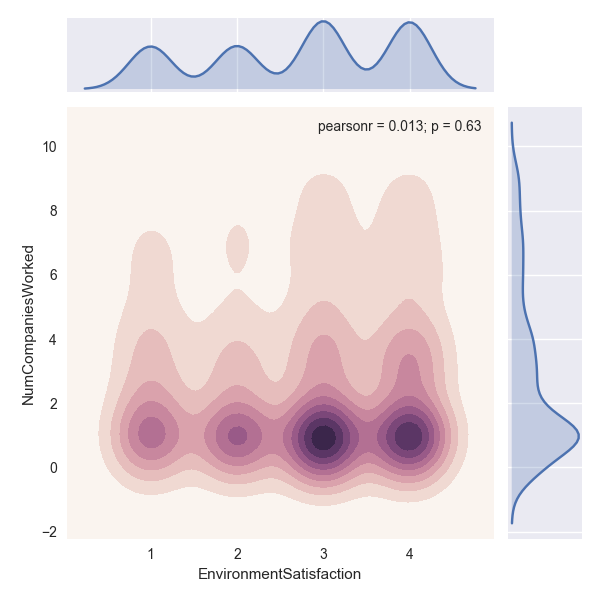 pearsonr = 0.013; p = 0.63
10
8
6
4
2
0
−2
NumCompaniesWorked
1 2 3 4
EnvironmentSatisfaction